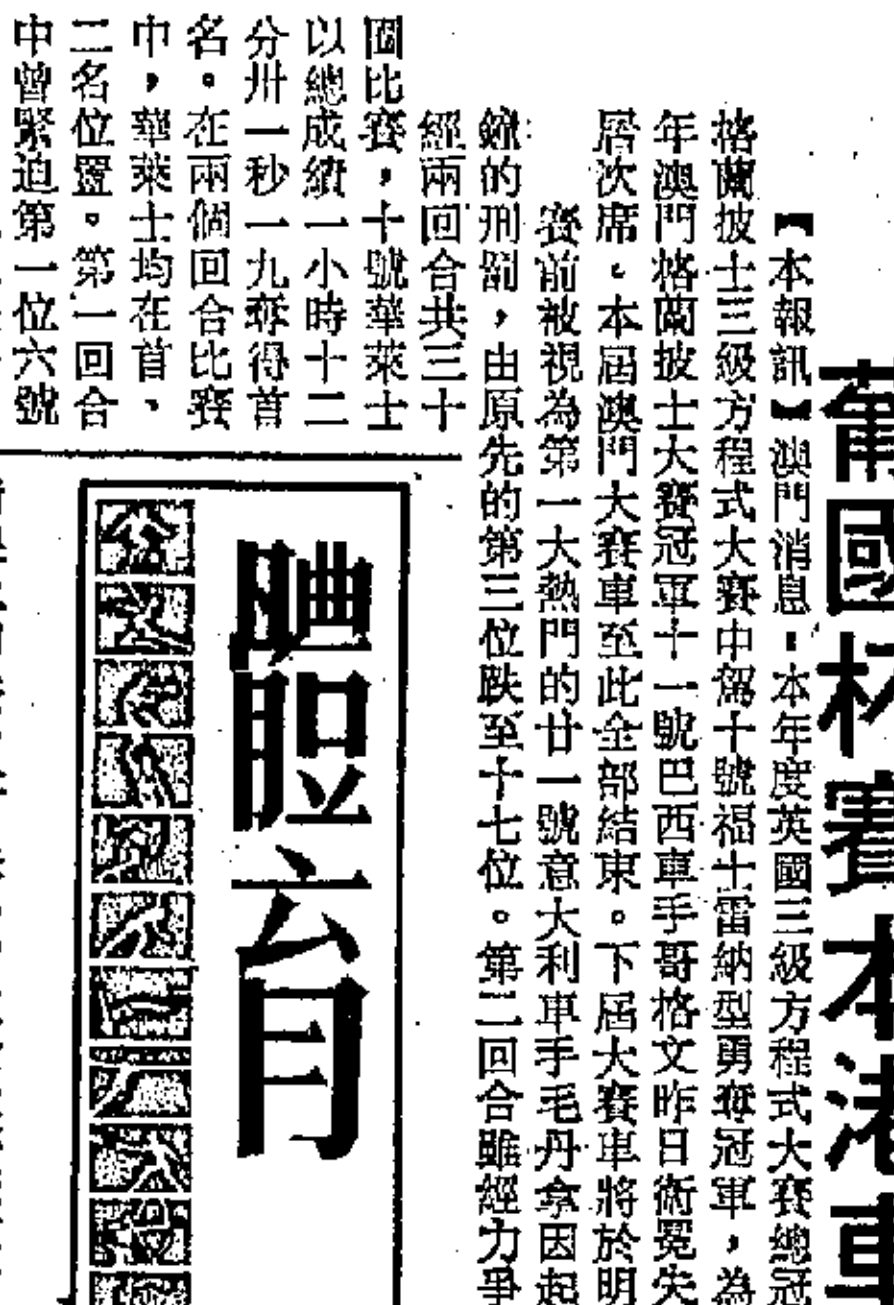 葡國杯賽本港車
【本報訊】澳門消息：本年度英國三級方程式大賽總冠
格蘭披士三級方程式大賽中駕十號福士雷納型勇奪冠軍，為
年澳門格蘭披士大賽冠軍十一號巴西車手哥格文昨日銜冕失
居次席。本屆澳門大賽車至此全部結束。下屆大賽車將於明
賽前被視為第一大熱門的廿一號意大利車手毛丹拿因起
鐘的刑罰，由原先的第三位跌至十七位。第二回合雖經力爭
經兩回合共三十
圈比賽，十號華萊士
以總成績一小時十二
分卅一秒一九奪得首
名。在兩個回合比賽
中，華萊士均在首、
二名位置。第一回合
中曾緊迫第一位六號
體育